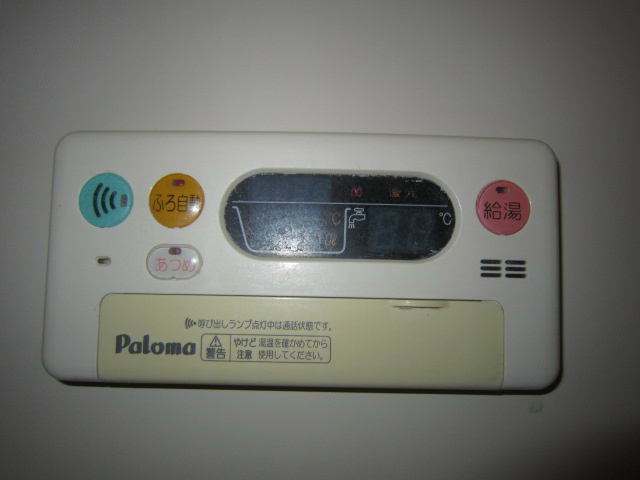 ふろ自動
給湯
℃
℃
あつめ
呼び出しランプ点灯中は通話状態です。
Paloma
警告
やけど注意
湯温を確かめてから
使用してください。